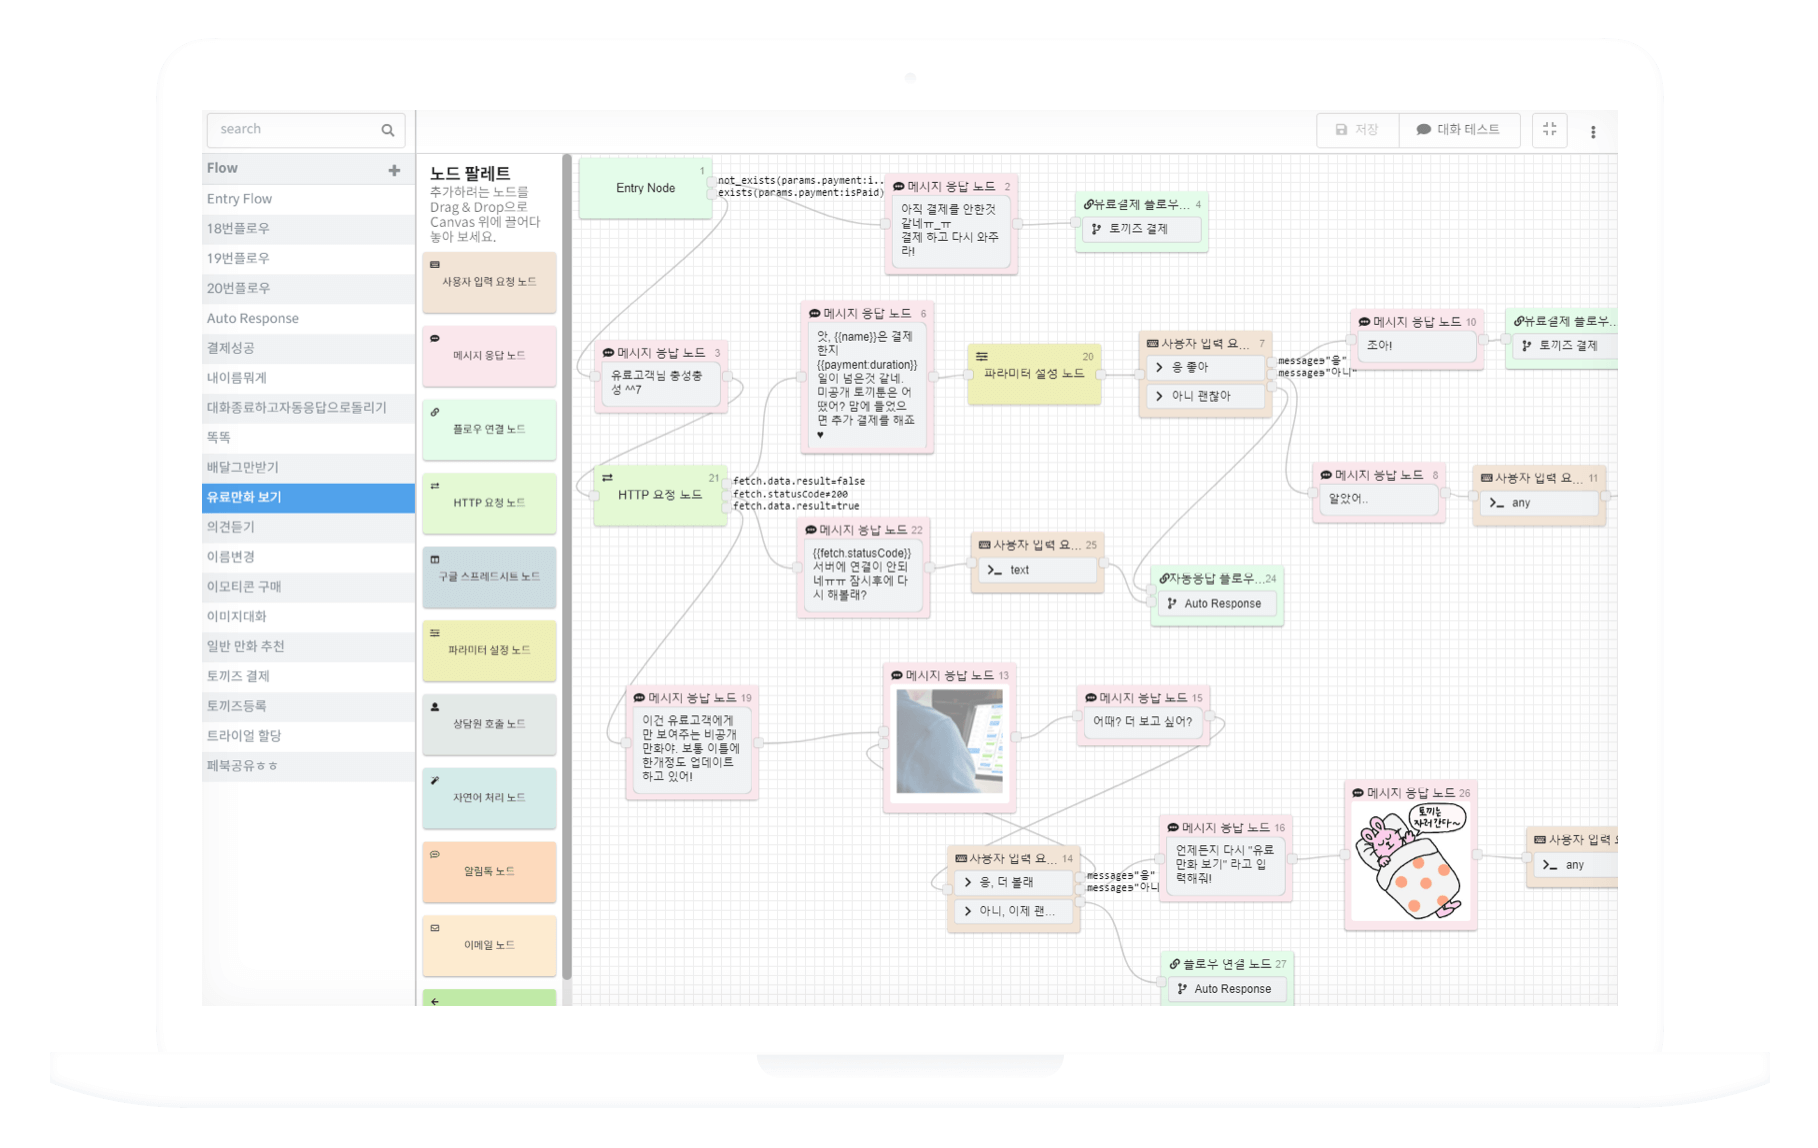 search
저장
대화 테스트
Flow
Entry Flow
18번플로우
19번플로우
20번플로우
Auto Response
결제성공
내이름뭐게
대화종료하고자동응답으로돌리기
똑똑
배달그만받기
유료만화 보기
의견듣기
이름변경
이모티콘 구매
이미지대화
일반 만화 추천
토끼즈 결제
토끼즈등록
트라이얼 할당
페북공유ㅎㅎ
노드 팔레트
추가하려는 노드를
Drag & Drop으로
Canvas 위에 끌어다
놓아 보세요.
사용자 입력 요청 노드
메시지 응답 노드
플로우 연결 노드
HTTP 요청 노드
구글 스프레드시트 노드
파라미터 설정 노드
상담원 호출 노드
자연어 처리 노드
알림톡 노드
이메일 노드
1
Entry Node
not_exists(params.payment:i..
exists(params.payment:isPaid)
메시지 응답 노드 2
아직 결제를 안한것
같네ㅠ_ㅠ
결제 하고 다시 와주
라!
유료결제 플로우... 4
토끼즈 결제
메시지 응답 노드 3
유료고객님 충성충
성 ^^7
메시지 응답 노드 6
앗, {{name}}은 결제
한지
{{payment:duration}}
일이 넘은것 같네.
미공개 토끼툰은 어
땠어? 맘에 들었으
면 추가 결제를 해죠
♥
20
파라미터 설정 노드
사용자 입력 요... 7
응 좋아
아니 괜찮아
message∋"응"
message∋"아니"
메시지 응답 노드 10
조아!
유료결제 플로우..
토끼즈 결제
메시지 응답 노드 8
알았어..
사용자 입력 요... 11
any
21
HTTP 요청 노드
fetch.data.result=false
fetch.statusCode≠200
fetch.data.result=true
메시지 응답 노드 22
{{fetch.statusCode}}
서버에 연결이 안되
네ㅠㅠ 잠시후에 다
시 해볼래?
사용자 입력 요... 25
text
자동응답 플로우...24
Auto Response
메시지 응답 노드 19
이건 유료고객에게
만 보여주는 비공개
만화야. 보통 이틀에
한개정도 업데이트
하고 있어!
메시지 응답 노드 13
메시지 응답 노드 15
어때? 더 보고 싶어?
사용자 입력 요... 14
응, 더 볼래
아니, 이제 괜...
message∋"응"
message∋"아니
메시지 응답 노드 16
언제든지 다시 "유료
만화 보기" 라고 입
력해줘!
메시지 응답 노드 26
토끼는
자러간다~
사용자 입력
any
플로우 연결 노드 27
Auto Response